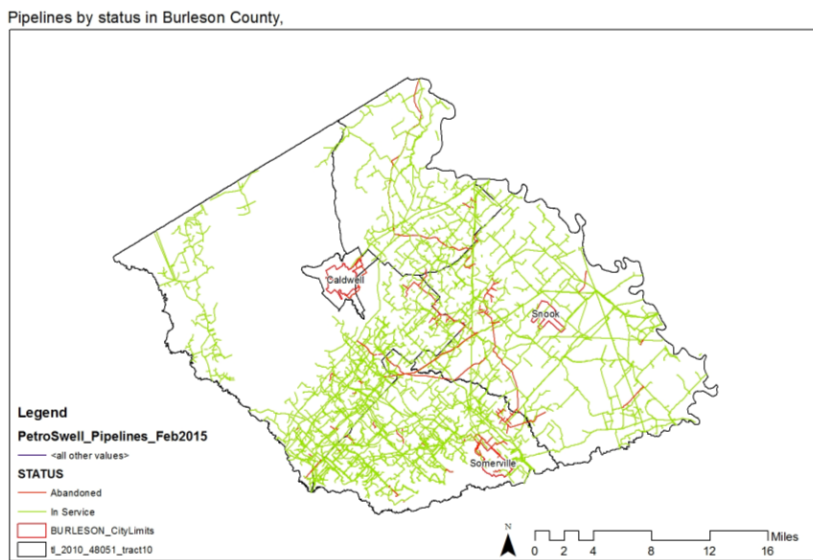 Pipelines by status in Burleson County,
Caldwell
Snook
Somerville
Legend
PetroSwell_Pipelines_Feb2015
<all other values>
STATUS
Abandoned
In Service
BURLESON_CityLimits
tl_2010_48051_tract10
N
Miles
0 2 4 8 12 16